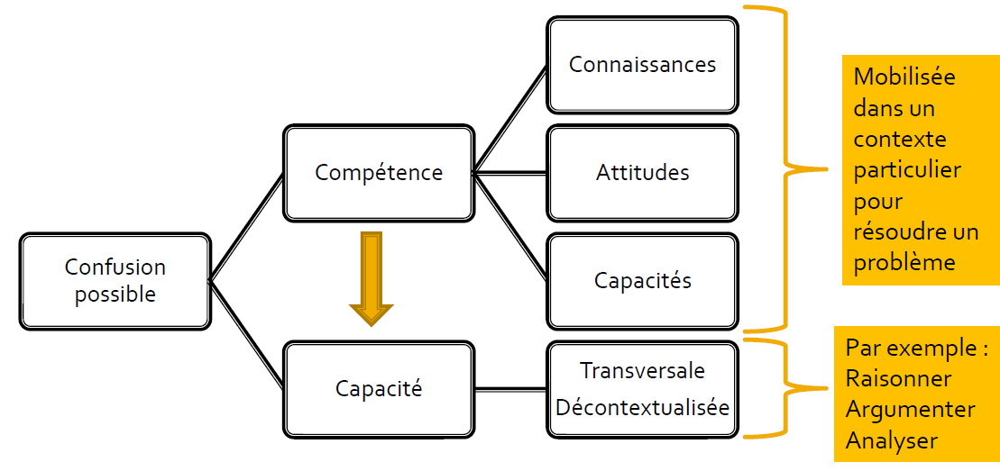 Confusion
possible
Compétence
Connaissances
Attitudes
Capacités
Mobilisée
dans un
contexte
particulier
pour
résoudre un
problème
Capacité
Transversale
Décontextualisée
Par exemple :
Raisonner
Argumenter
Analyser